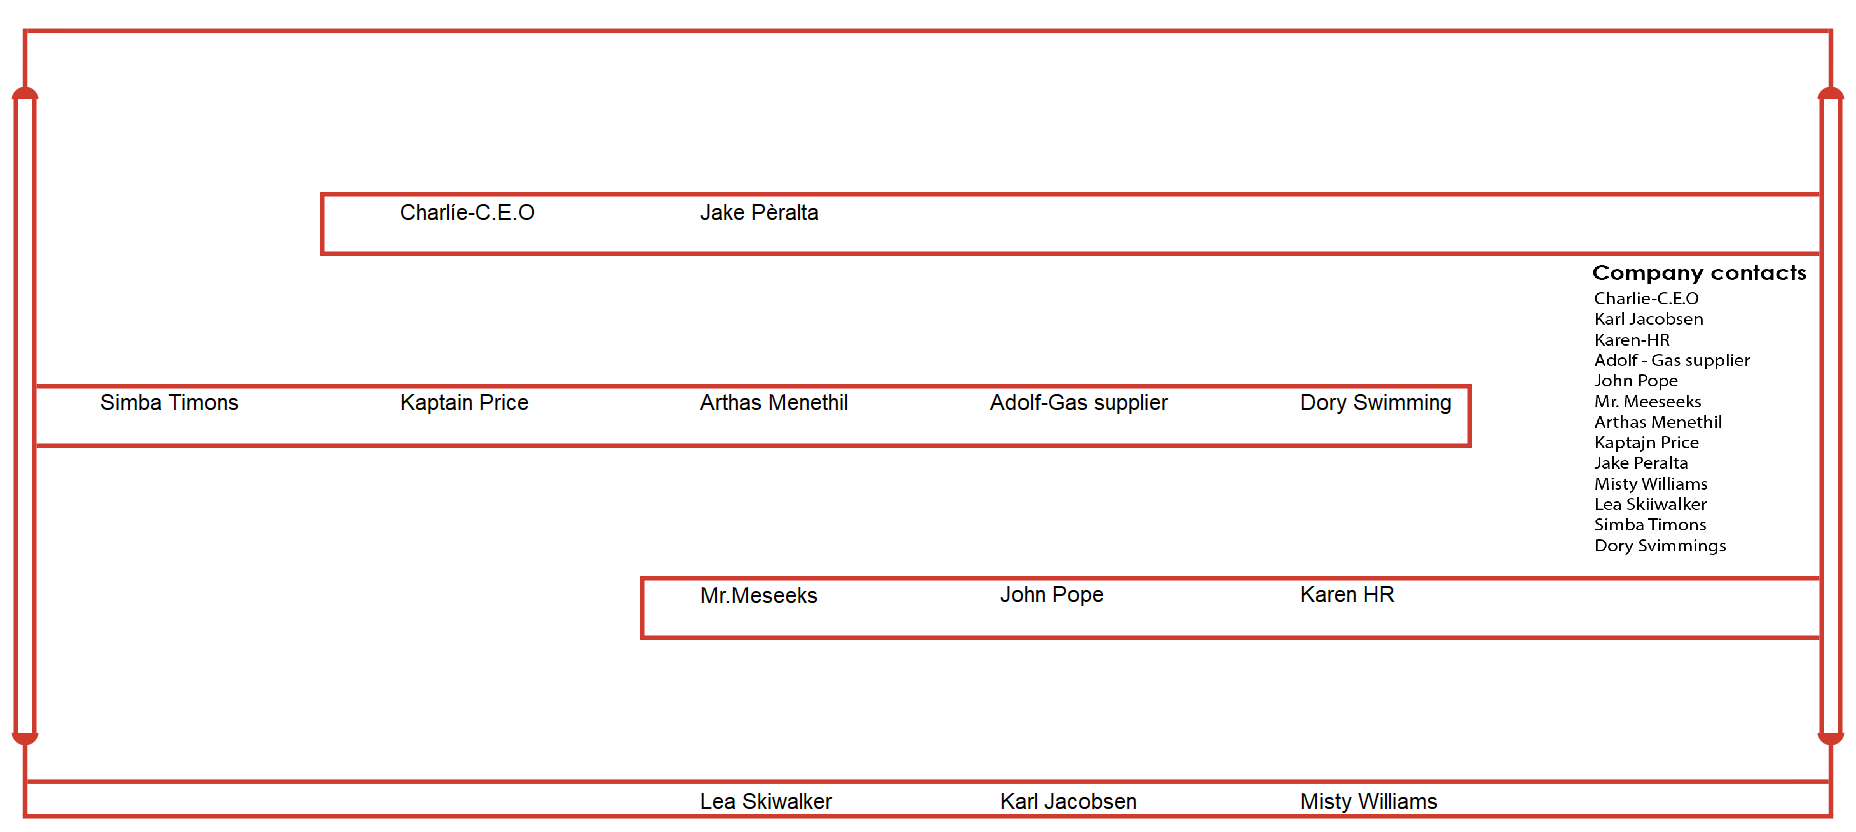 Charlíe-C.E.O Jake Pèralta
Company contacts
Charlie-C.E.O
Karl Jacobsen
Karen-HR
Adolf - Gas supplier
John Pope
Mr. Meeseeks
Arthas Menethil
Kaptajn Price
Jake Peralta
Misty Williams
Lea Skiiwalker
Simba Timons
Dory Svimmings
Simba Timons Kaptain Price Arthas Menethil Adolf-Gas supplier Dory Swimming
Mr.Meseeks John Pope Karen HR
Lea Skiwalker Karl Jacobsen Misty Williams